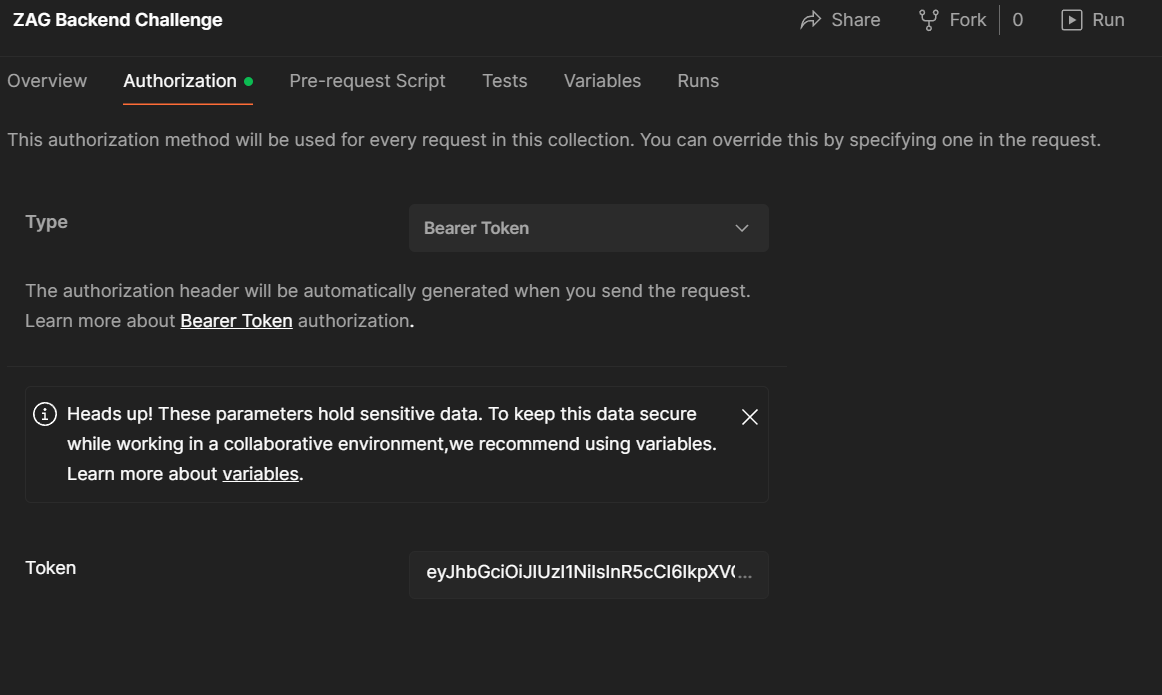 ZAG Backend Challenge
Share
Fork
0
Run
Overview
Authorization
Pre-request Script
Tests
Variables
Runs
This authorization method will be used for every request in this collection. You can override this by specifying one in the request.
Type
Bearer Token
The authorization header will be automatically generated when you send the request.
Learn more about Bearer Token authorization.
Heads up! These parameters hold sensitive data. To keep this data secure
while working in a collaborative environment,we recommend using variables.
Learn more about variables.
Token
eyJhbGciOiJIUzI1NiIsInR5cCI6IkpXV...